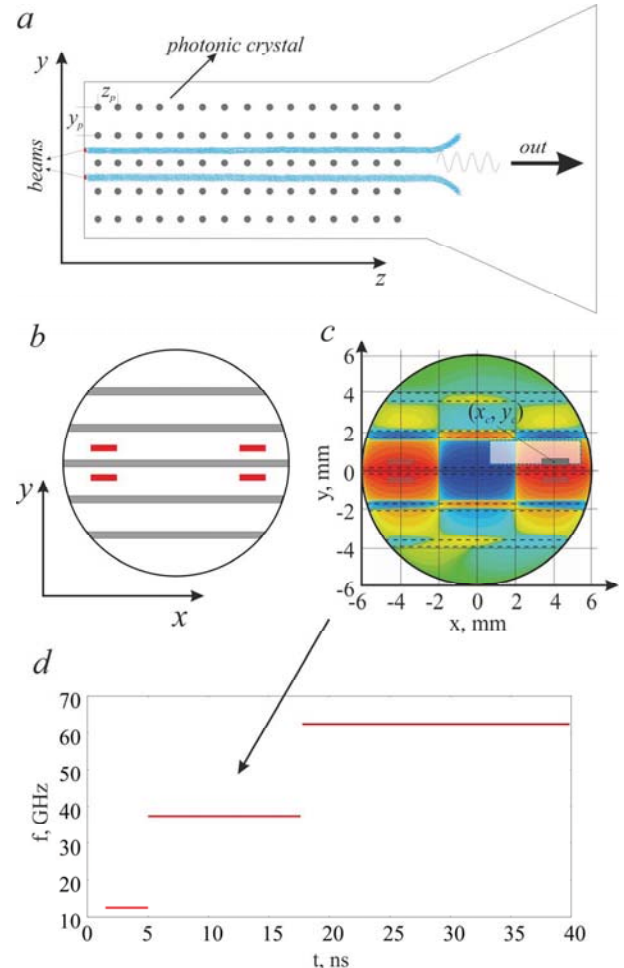 a
photonic crystal
y
z_p
y_p
beams
out
z
b
y
x
c
(x_c, y_c)
y, mm
6
4
2
0
-2
-4
-6
-6 -4 -2 0 2 4 6
x, mm
d
f, GHz
70
60
50
40
30
20
10
0 5 10 15 20 25 30 35 40
t, ns